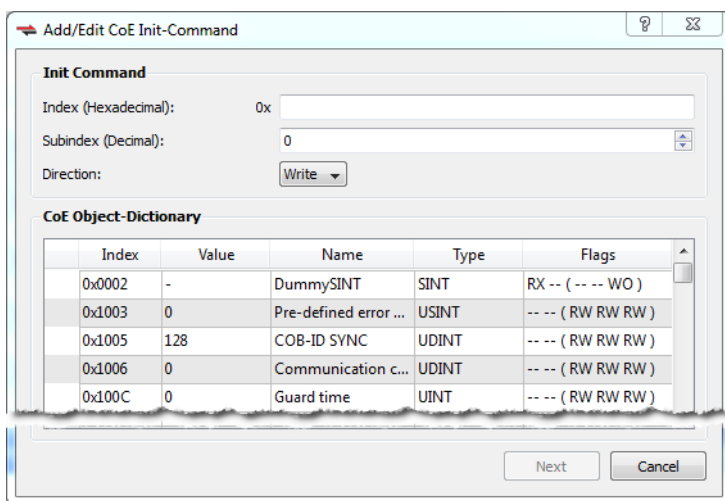 Add/Edit CoE Init-Command
Init Command
Index (Hexadecimal): 0x
Subindex (Decimal): 0
Direction: Write
CoE Object-Dictionary
Index Value Name Type Flags
0x0002 - DummySINT SINT RX -- ( -- -- WO )
0x1003 0 Pre-defined error ... USINT -- -- ( RW RW RW )
0x1005 128 COB-ID SYNC UDINT -- -- ( RW RW RW )
0x1006 0 Communication c... UDINT -- -- ( RW RW RW )
0x100C 0 Guard time UINT -- -- ( RW RW RW )
Next Cancel